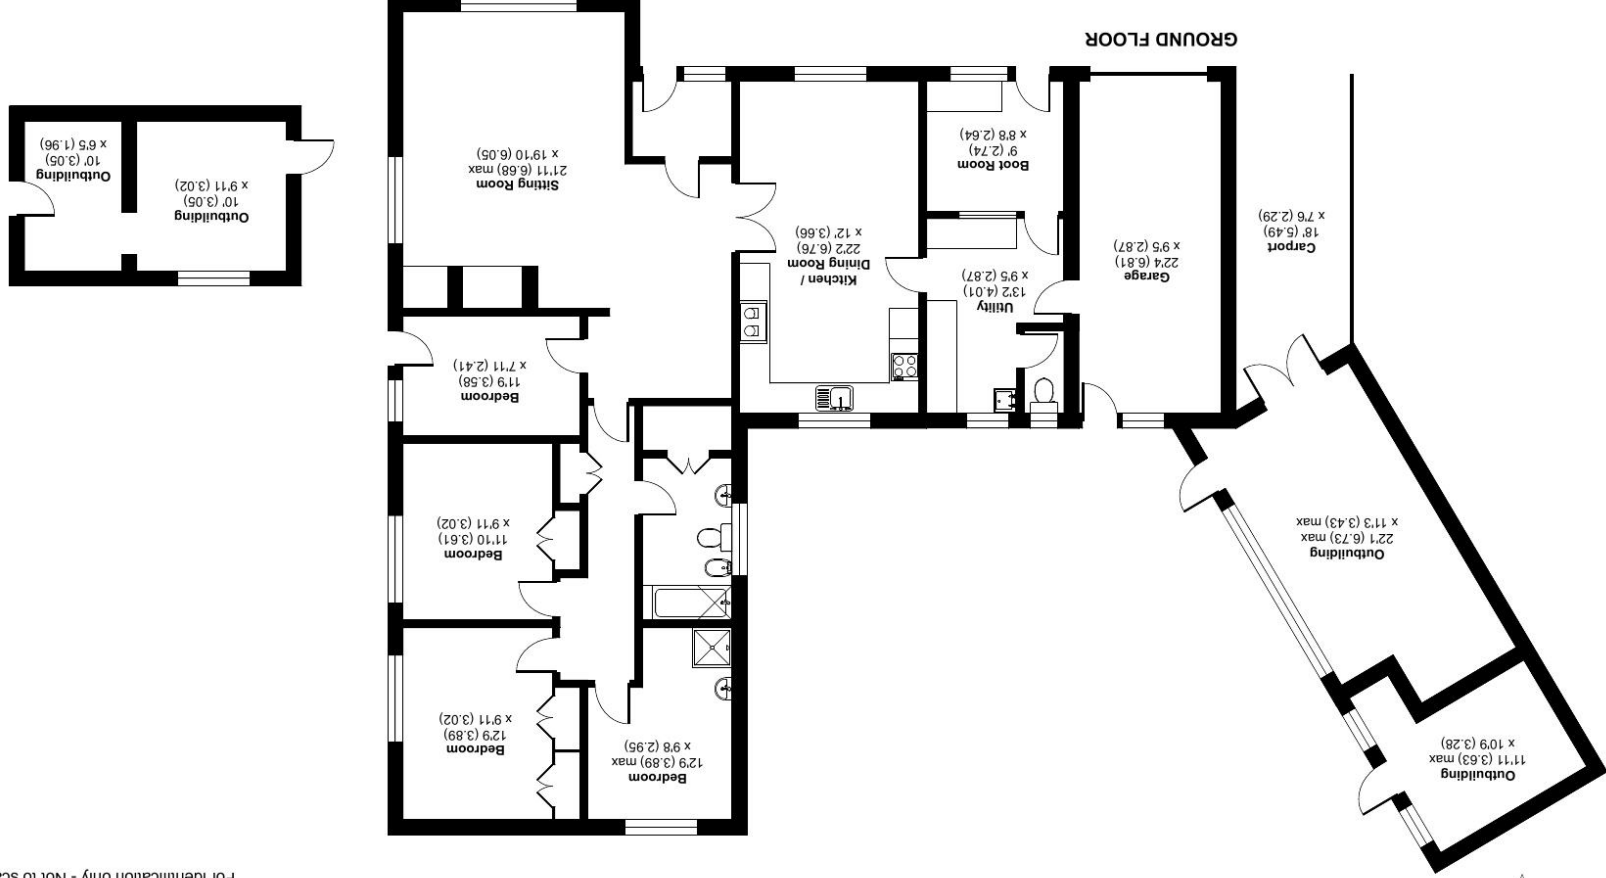 For identification only - Not to sca
Outbuilding
11'11 (3.63) max
x 10'9 (3.28)
Bedroom
12'9 (3.89) max
x 9'8 (2.95)
Bedroom
12'9 (3.89)
x 9'11 (3.02)
Outbuilding
22'1 (6.73) max
x 11'3 (3.43) max
Bedroom
11'10 (3.61)
x 9'11 (3.02)
Bedroom
11'9 (3.58)
x 7'11 (2.41)
Carport
18' (5.49)
x 7'6 (2.29)
Garage
22'4 (6.81)
x 9'5 (2.87)
Utility
13'2 (4.01)
x 9'5 (2.87)
Kitchen /
Dining Room
22'2 (6.76)
x 12' (3.66)
Boot Room
9' (2.74)
x 8'8 (2.64)
Sitting Room
21'11 (6.68) max
x 19'10 (6.05)
Outbuilding
10' (3.05)
x 9'11 (3.02)
Outbuilding
10' (3.05)
x 6'5 (1.96)
GROUND FLOOR